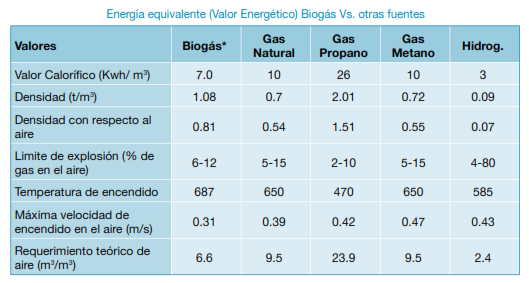 Energía equivalente (Valor Energético) Biogás Vs. otras fuentes
Valores Biogás* Gas Natural Gas Propano Gas Metano Hidrog.
Valor Calorífico (Kwh/ m³) 7.0 10 26 10 3
Densidad (t/m³) 1.08 0.7 2.01 0.72 0.09
Densidad con respecto al
aire 0.81 0.54 1.51 0.55 0.07
Limite de explosión (% de
gas en el aire) 6-12 5-15 2-10 5-15 4-80
Temperatura de encendido 687 650 470 650 585
Máxima velocidad de
encendido en el aire (m/s) 0.31 0.39 0.42 0.47 0.43
Requerimiento teórico de
aire (m³/m³) 6.6 9.5 23.9 9.5 2.4